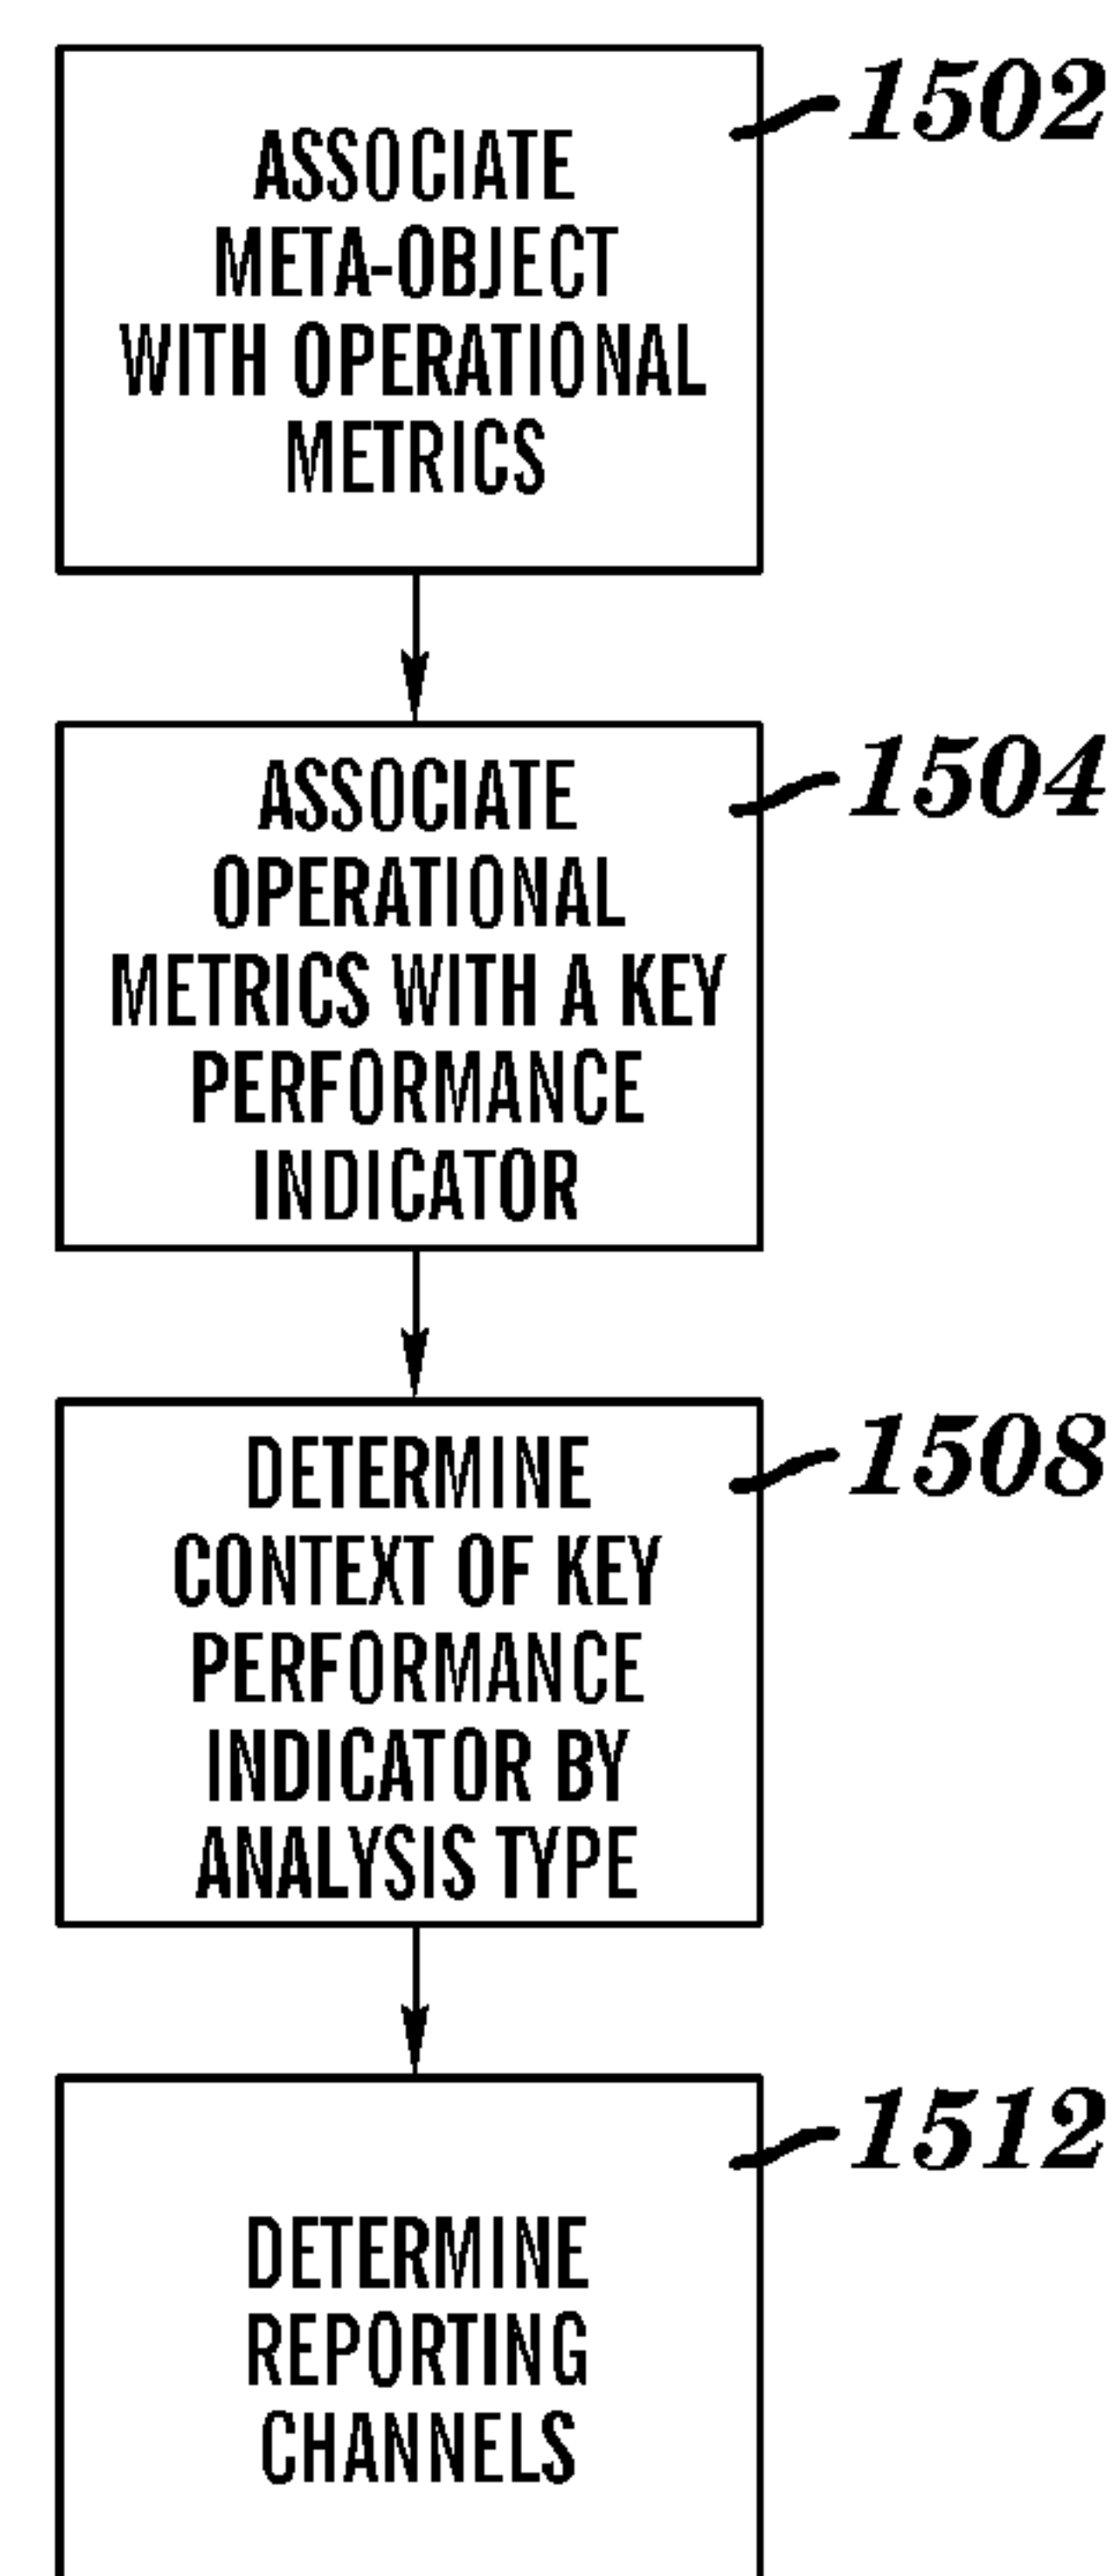 1502
ASSOCIATE
META-OBJECT
WITH OPERATIONAL
METRICS
1504
ASSOCIATE
OPERATIONAL
METRICS WITH A KEY
PERFORMANCE
INDICATOR
1508
DETERMINE
CONTEXT OF KEY
PERFORMANCE
INDICATOR BY
ANALYSIS TYPE
1512
DETERMINE
REPORTING
CHANNELS